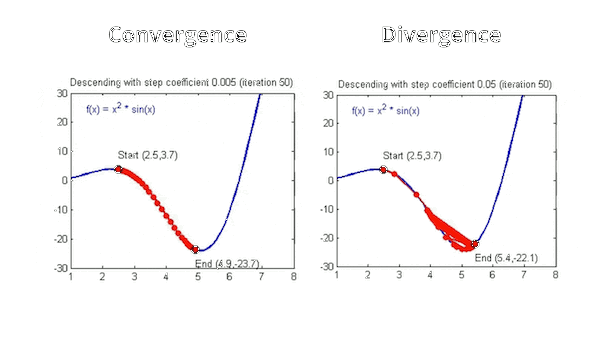 Convergence
Divergence
Descending with step coefficient 0.005 (iteration 50)
f(x) = x² * sin(x)
Start (2.5,3.7)
End (4.9,-23.7)
30
20
10
0
-10
-20
-30
1 2 3 4 5 6 7 8
Descending with step coefficient 0.05 (iteration 50)
f(x) = x² * sin(x)
Start (2.5,3.7)
End (5.4,-22.1)
30
20
10
0
-10
-20
-30
1 2 3 4 5 6 7 8